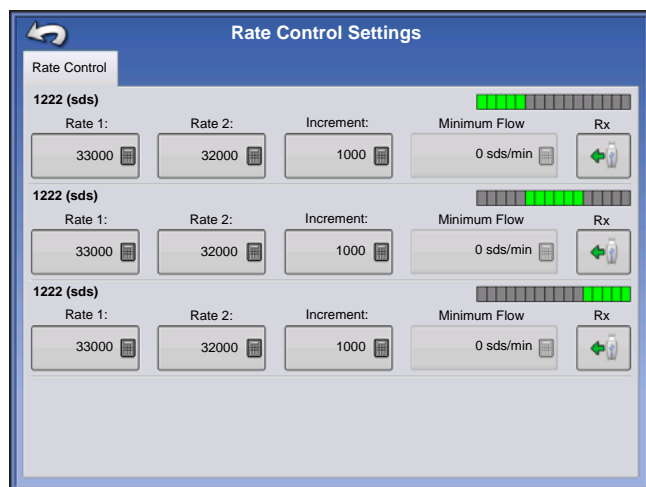 Rate Control Settings
Rate Control
1222 (sds)
Rate 1: Rate 2: Increment: Minimum Flow Rx
33000 32000 1000 0 sds/min
1222 (sds)
Rate 1: Rate 2: Increment: Minimum Flow Rx
33000 32000 1000 0 sds/min
1222 (sds)
Rate 1: Rate 2: Increment: Minimum Flow Rx
33000 32000 1000 0 sds/min